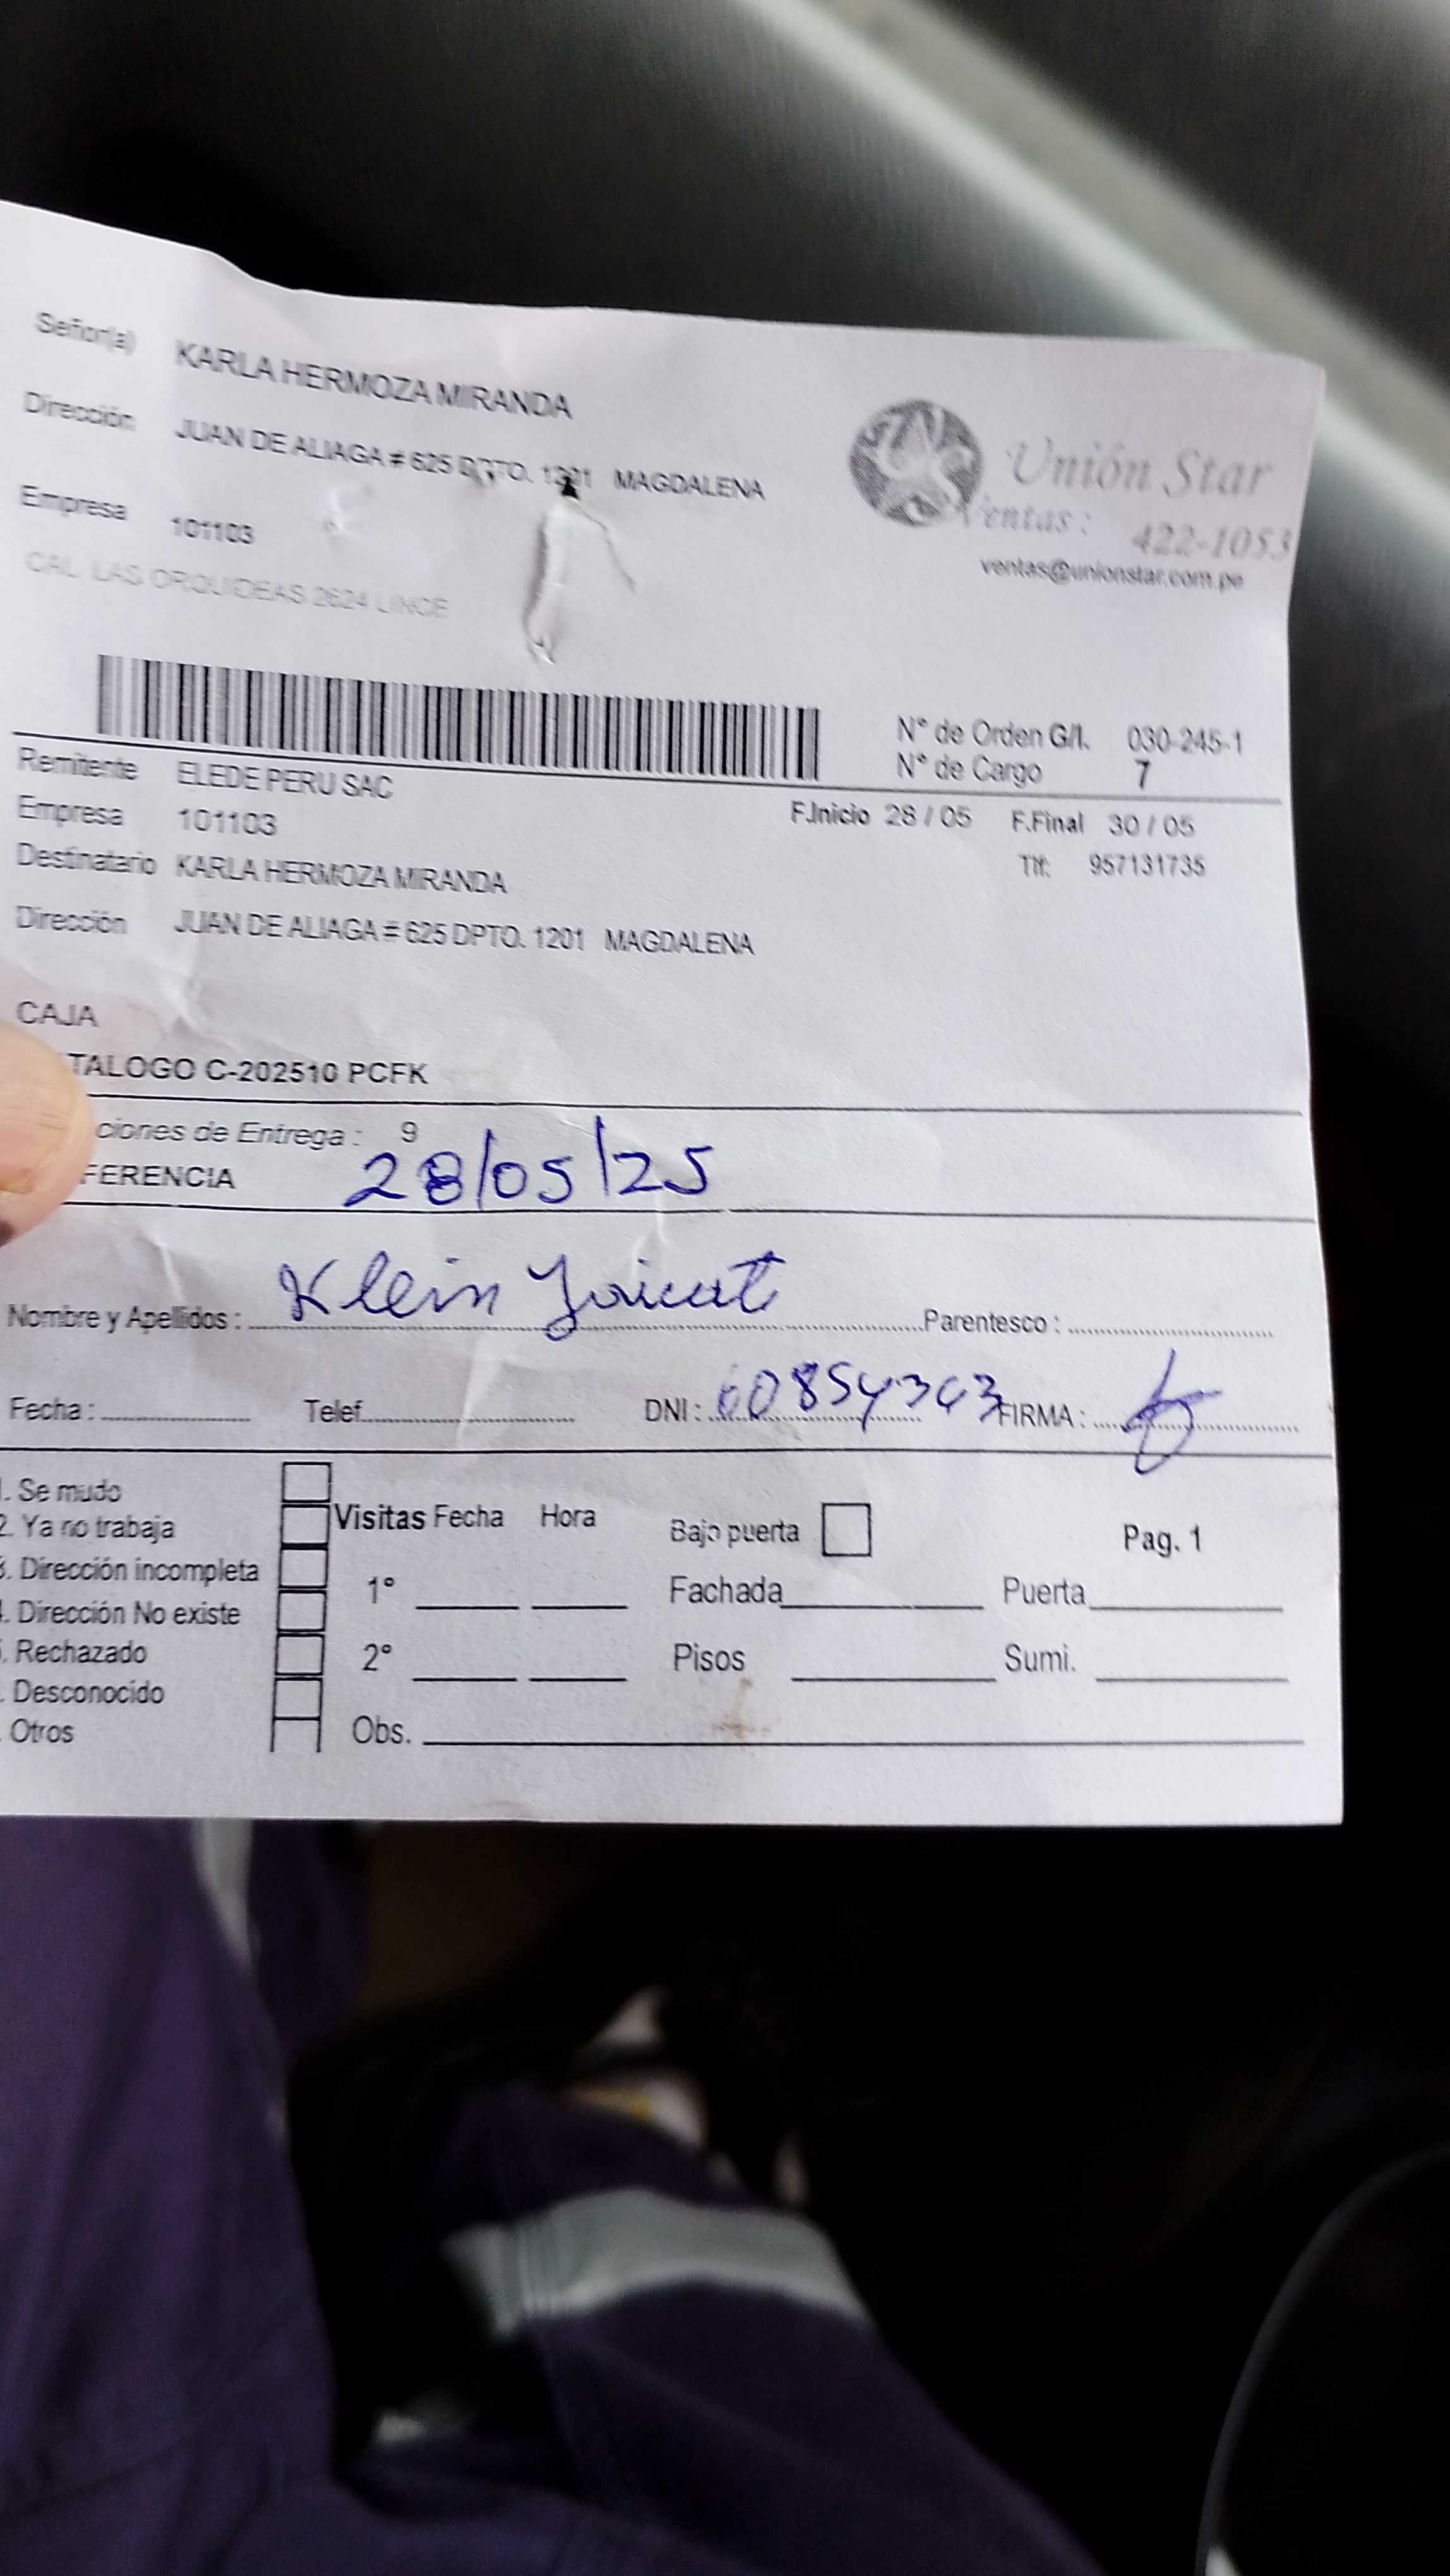 Señor(a) KARLA HERMOZA MIRANDA
Dirección JUAN DE ALIAGA # 625 DPTO. 1201 MAGDALENA
Empresa 101103
CAL. LAS ORQUIDEAS 2624 LINCE
Unión Star
Ventas : 422-1053
ventas@unionstar.com.pe
N° de Orden G/I. 030-245-1
N° de Cargo 7
Remitente ELEDE PERU SAC
Empresa 101103
F.Inicio 28 / 05 F.Final 30 / 05
Destinatario KARLA HERMOZA MIRANDA
Tlf: 957131735
Dirección JUAN DE ALIAGA # 625 DPTO. 1201 MAGDALENA
CAJA
TALOGO C-202510 PCFK
ciones de Entrega : 9
FERENCIA 28/05/25
Nombre y Apellidos : Klein Parentesco :
Fecha : Telef. DNI : FIRMA :
1. Se mudo
2. Ya no trabaja
3. Dirección incompleta
4. Dirección No existe
. Rechazado
. Desconocido
Otros
Visitas Fecha Hora
1°
2°
Obs.
Bajo puerta
Pag. 1
Fachada Puerta
Pisos Sumi.